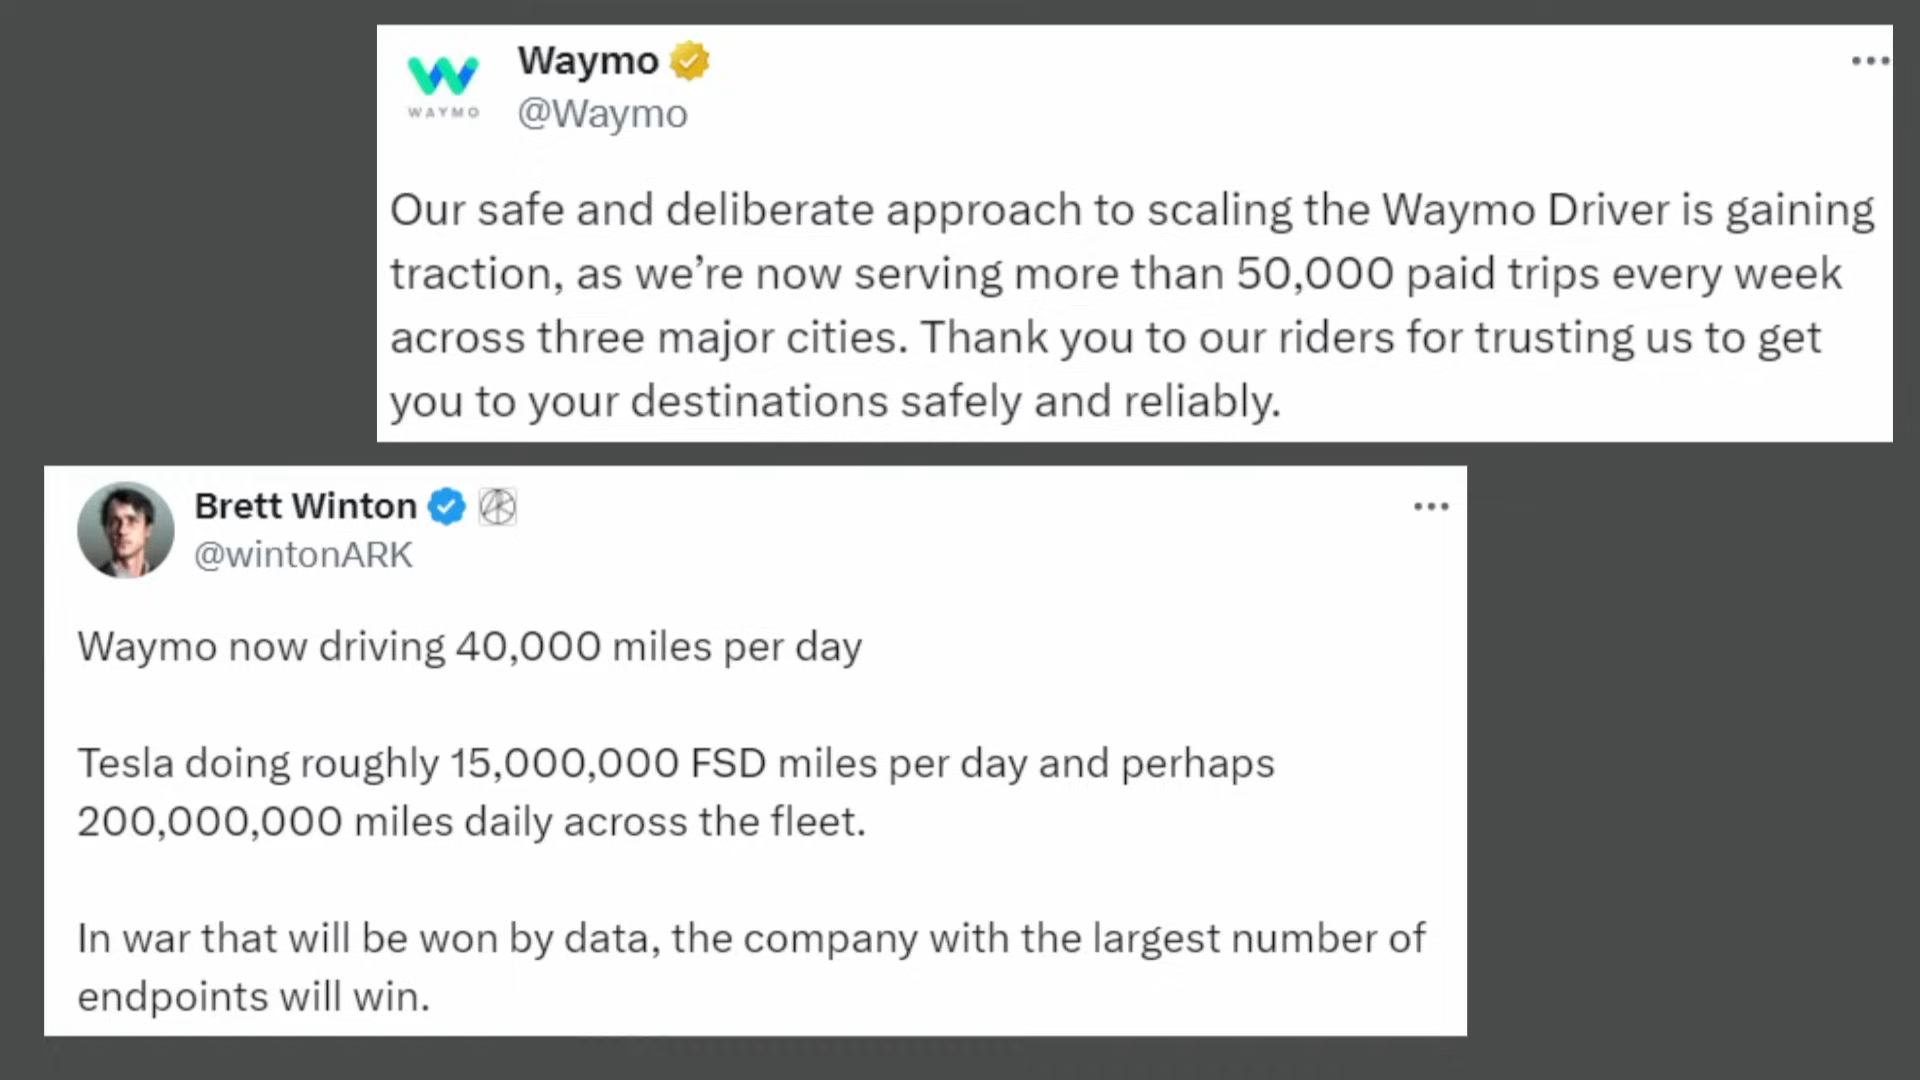 Waymo
@Waymo
WAYMO
Our safe and deliberate approach to scaling the Waymo Driver is gaining
traction, as we’re now serving more than 50,000 paid trips every week
across three major cities. Thank you to our riders for trusting us to get
you to your destinations safely and reliably.
Brett Winton
@wintonARK
Waymo now driving 40,000 miles per day
Tesla doing roughly 15,000,000 FSD miles per day and perhaps
200,000,000 miles daily across the fleet.
In war that will be won by data, the company with the largest number of
endpoints will win.